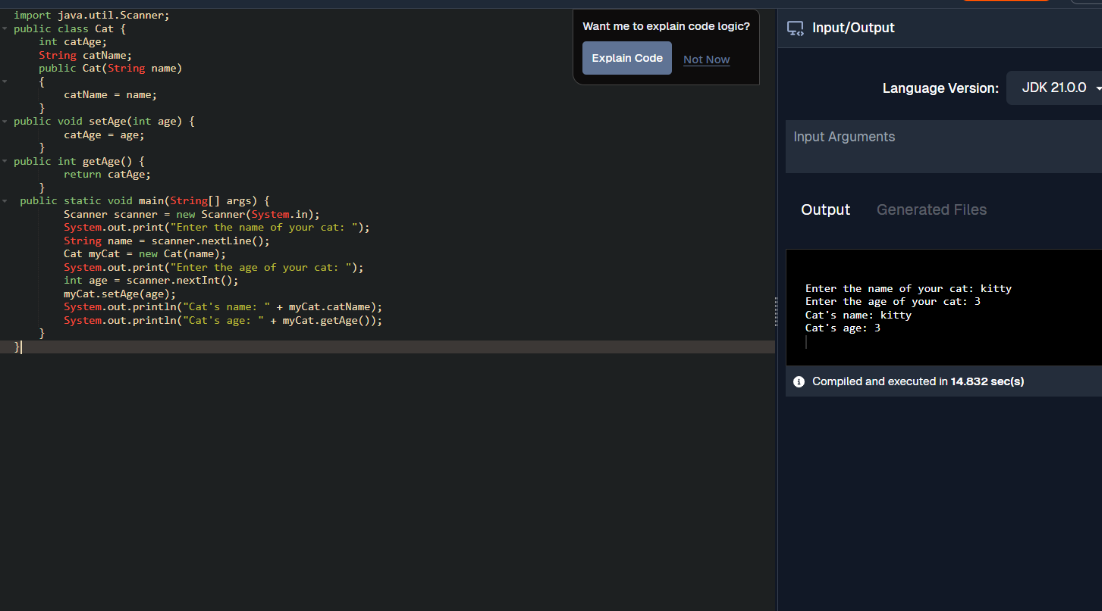 import java.util.Scanner;
public class Cat {
    int catAge;
    String catName;
    public Cat(String name)
    {
        catName = name;
    }
public void setAge(int age) {
        catAge = age;
    }
public int getAge() {
        return catAge;
    }
 public static void main(String[] args) {
        Scanner scanner = new Scanner(System.in);
        System.out.print("Enter the name of your cat: ");
        String name = scanner.nextLine();
        Cat myCat = new Cat(name);
        System.out.print("Enter the age of your cat: ");
        int age = scanner.nextInt();
        myCat.setAge(age);
        System.out.println("Cat's name: " + myCat.catName);
        System.out.println("Cat's age: " + myCat.getAge());
    }
}
Want me to explain code logic?
Explain Code
Not Now
Input/Output
Language Version:
JDK 21.0.0
Input Arguments
Output
Generated Files
Enter the name of your cat: kitty
Enter the age of your cat: 3
Cat's name: kitty
Cat's age: 3
Compiled and executed in 14.832 sec(s)